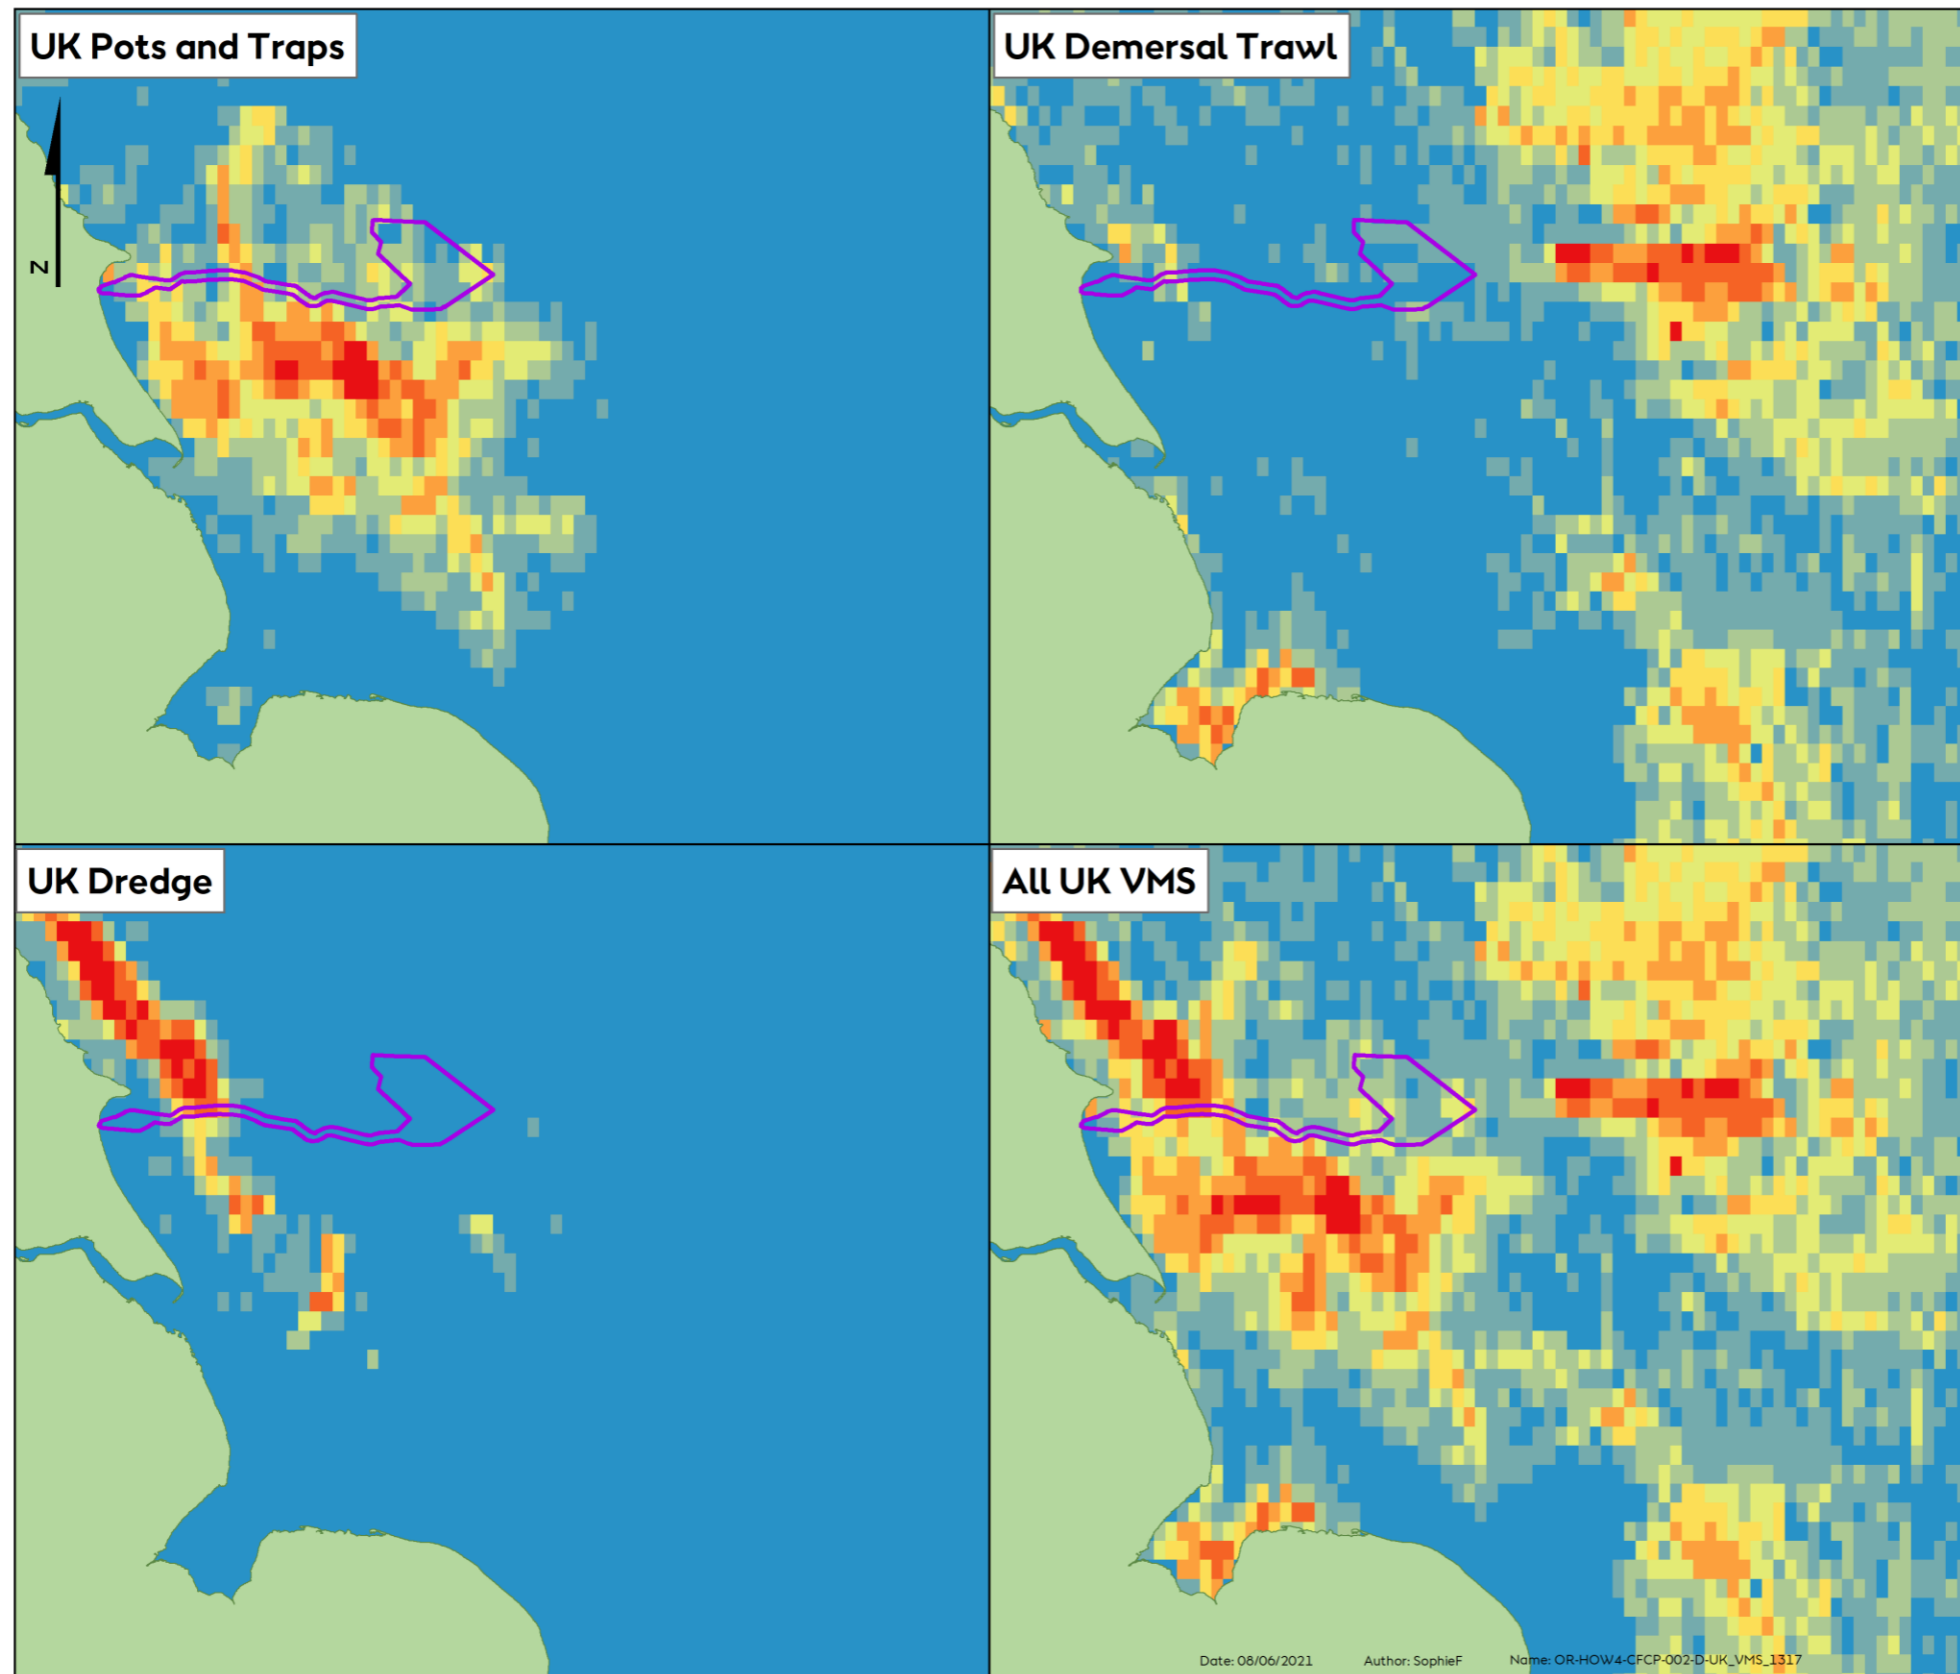 UK Pots and Traps
UK Demersal Trawl
N
UK Dredge
All UK VMS
Date: 08/06/2021 Author: SophieF Name: OR-HOW4-CFCP-002-D-UK_VMS_1317